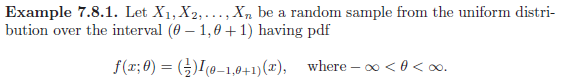 Example 7.8.1. Let X₁, X₂, . . . , Xₙ be a random sample from the uniform distri-
bution over the interval (θ − 1, θ + 1) having pdf
f(x; θ) = (½)I₍θ₋₁,θ₊₁₎(x),   where − ∞ < θ < ∞.